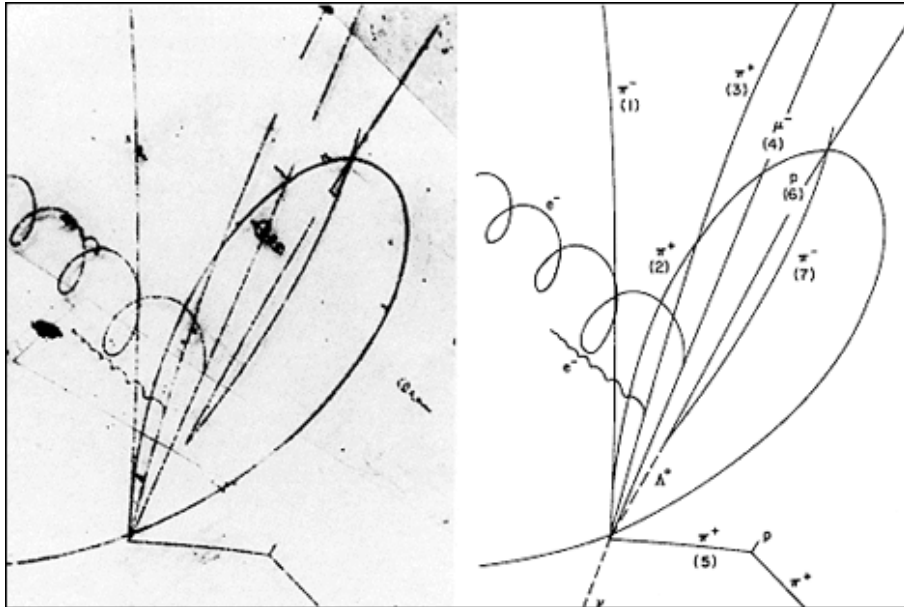 π⁻
(1)
π⁺
(3)
μ⁻
(4)
p
(6)
e⁻
π⁺
(2)
π⁻
(7)
e⁻
Λ°
π⁺
(5)
p
π⁺
ν